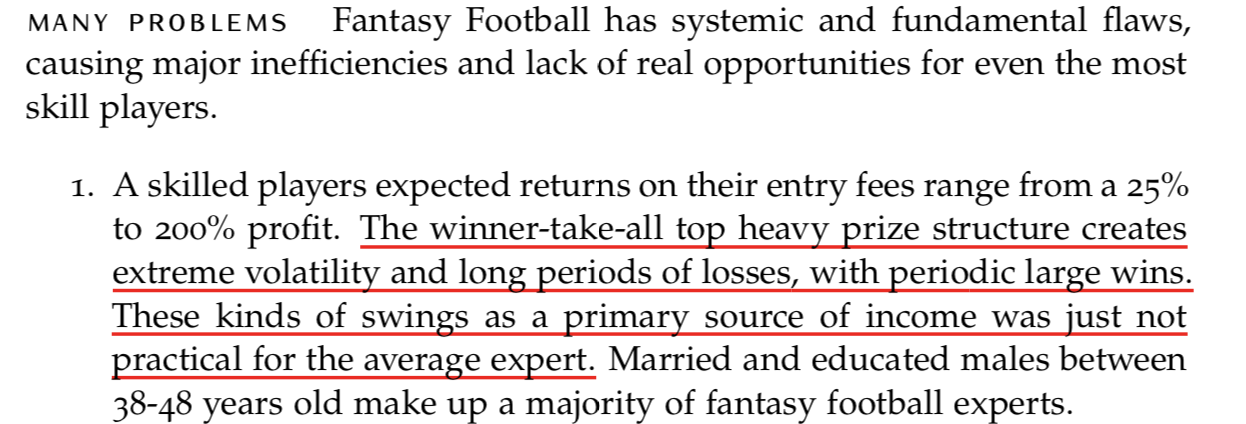 MANY PROBLEMS Fantasy Football has systemic and fundamental flaws,
causing major inefficiencies and lack of real opportunities for even the most
skill players.
1. A skilled players expected returns on their entry fees range from a 25%
to 200% profit. The winner-take-all top heavy prize structure creates
extreme volatility and long periods of losses, with periodic large wins.
These kinds of swings as a primary source of income was just not
practical for the average expert. Married and educated males between
38-48 years old make up a majority of fantasy football experts.